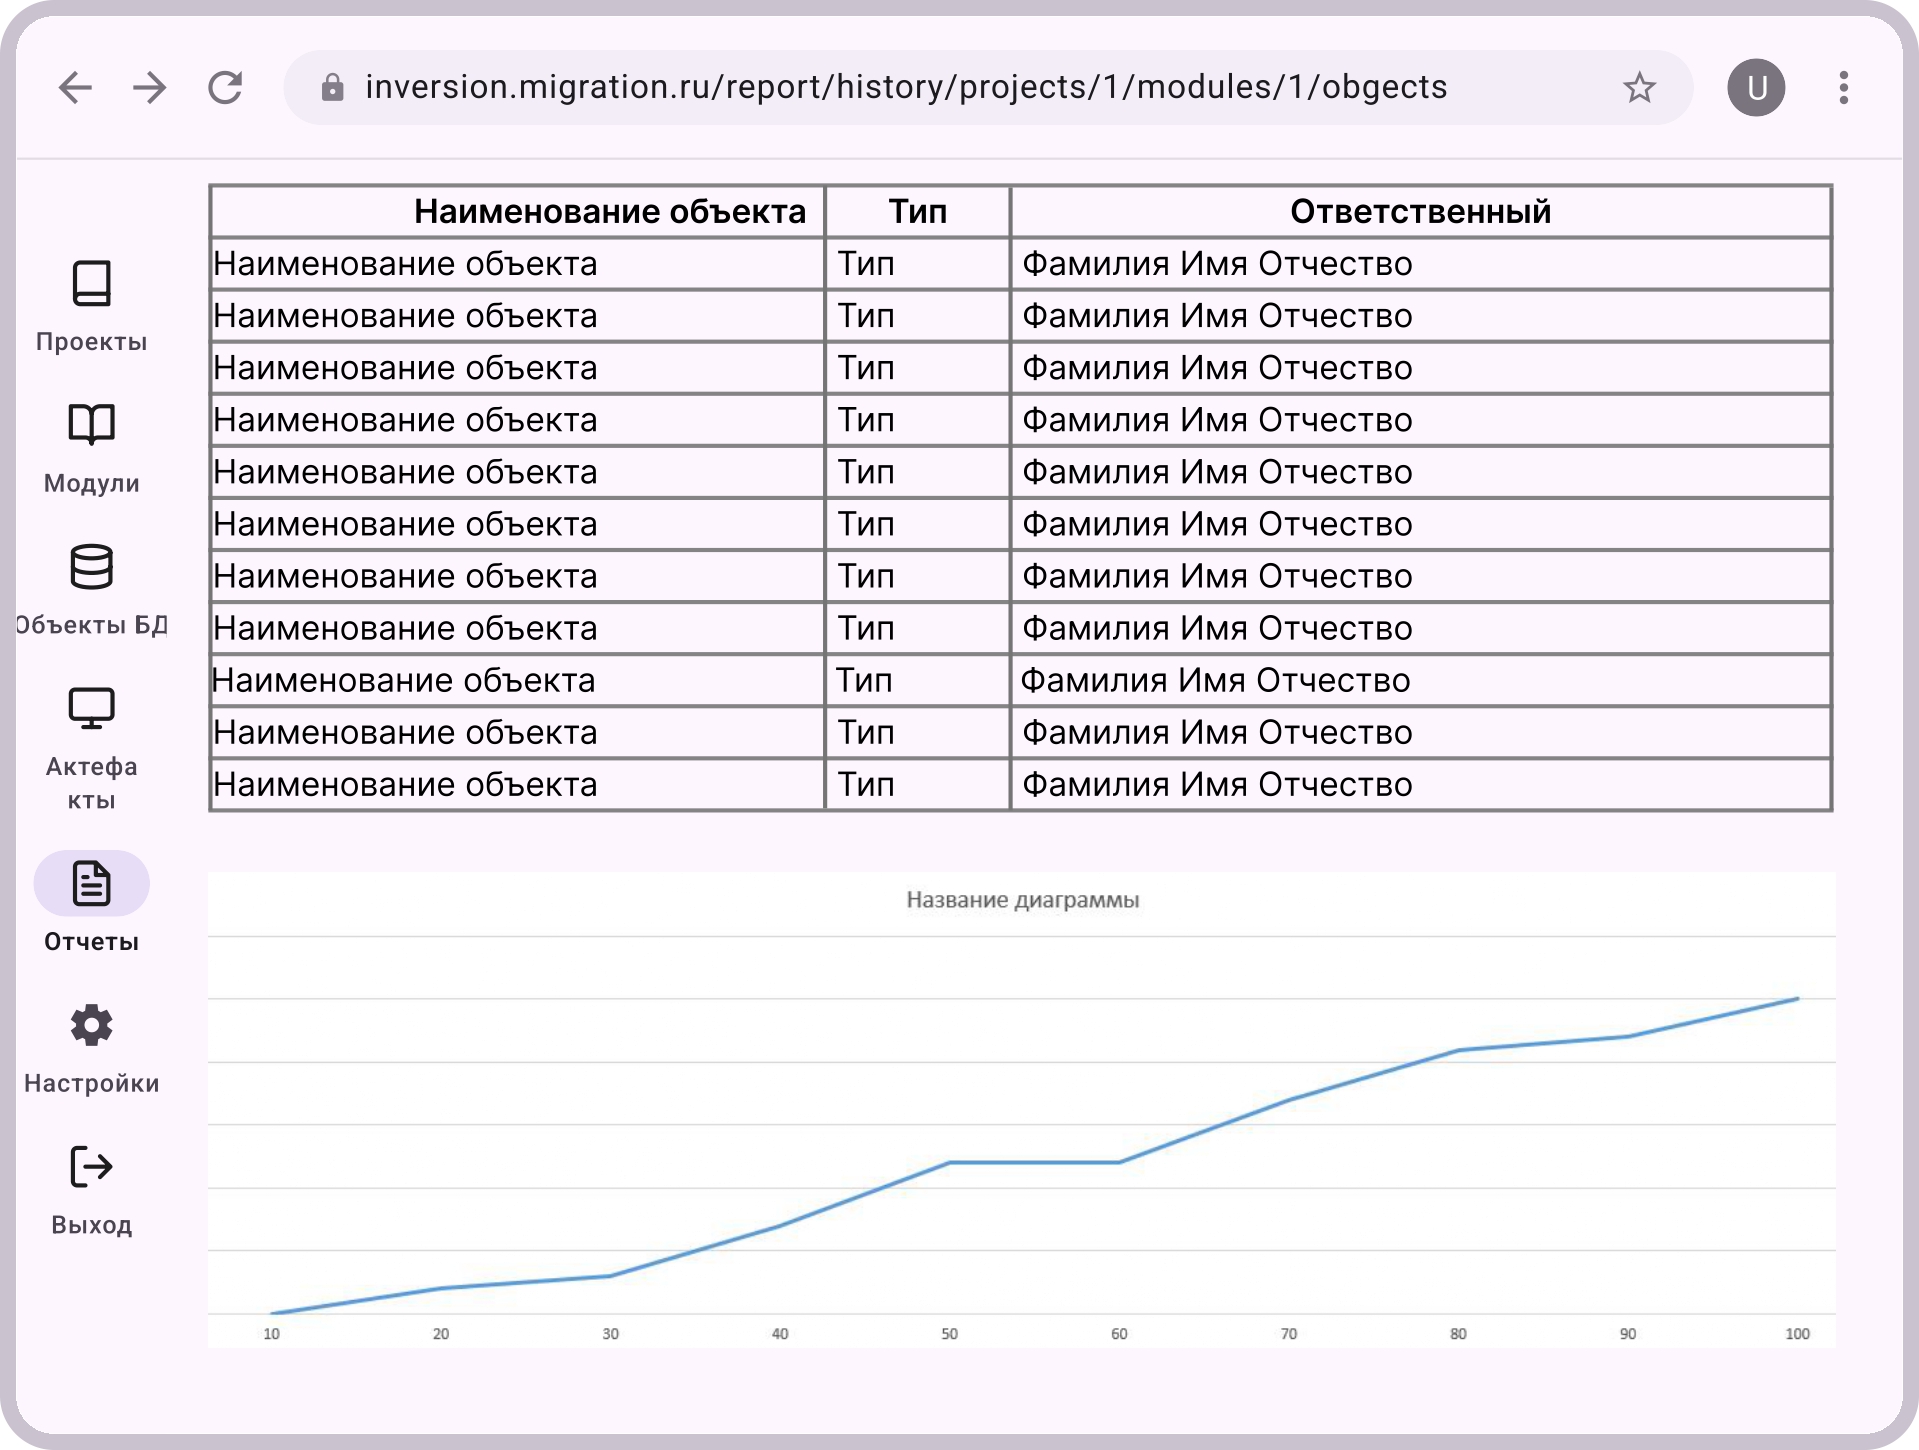 inversion.migration.ru/report/history/projects/1/modules/1/obgects
U
Проекты
Модули
Объекты БД
Актефа
кты
Отчеты
Настройки
Выход
Наименование объекта Тип Ответственный
Наименование объекта Тип Фамилия Имя Отчество
Наименование объекта Тип Фамилия Имя Отчество
Наименование объекта Тип Фамилия Имя Отчество
Наименование объекта Тип Фамилия Имя Отчество
Наименование объекта Тип Фамилия Имя Отчество
Наименование объекта Тип Фамилия Имя Отчество
Наименование объекта Тип Фамилия Имя Отчество
Наименование объекта Тип Фамилия Имя Отчество
Наименование объекта Тип Фамилия Имя Отчество
Наименование объекта Тип Фамилия Имя Отчество
Наименование объекта Тип Фамилия Имя Отчество
Название диаграммы
10 20 30 40 50 60 70 80 90 100